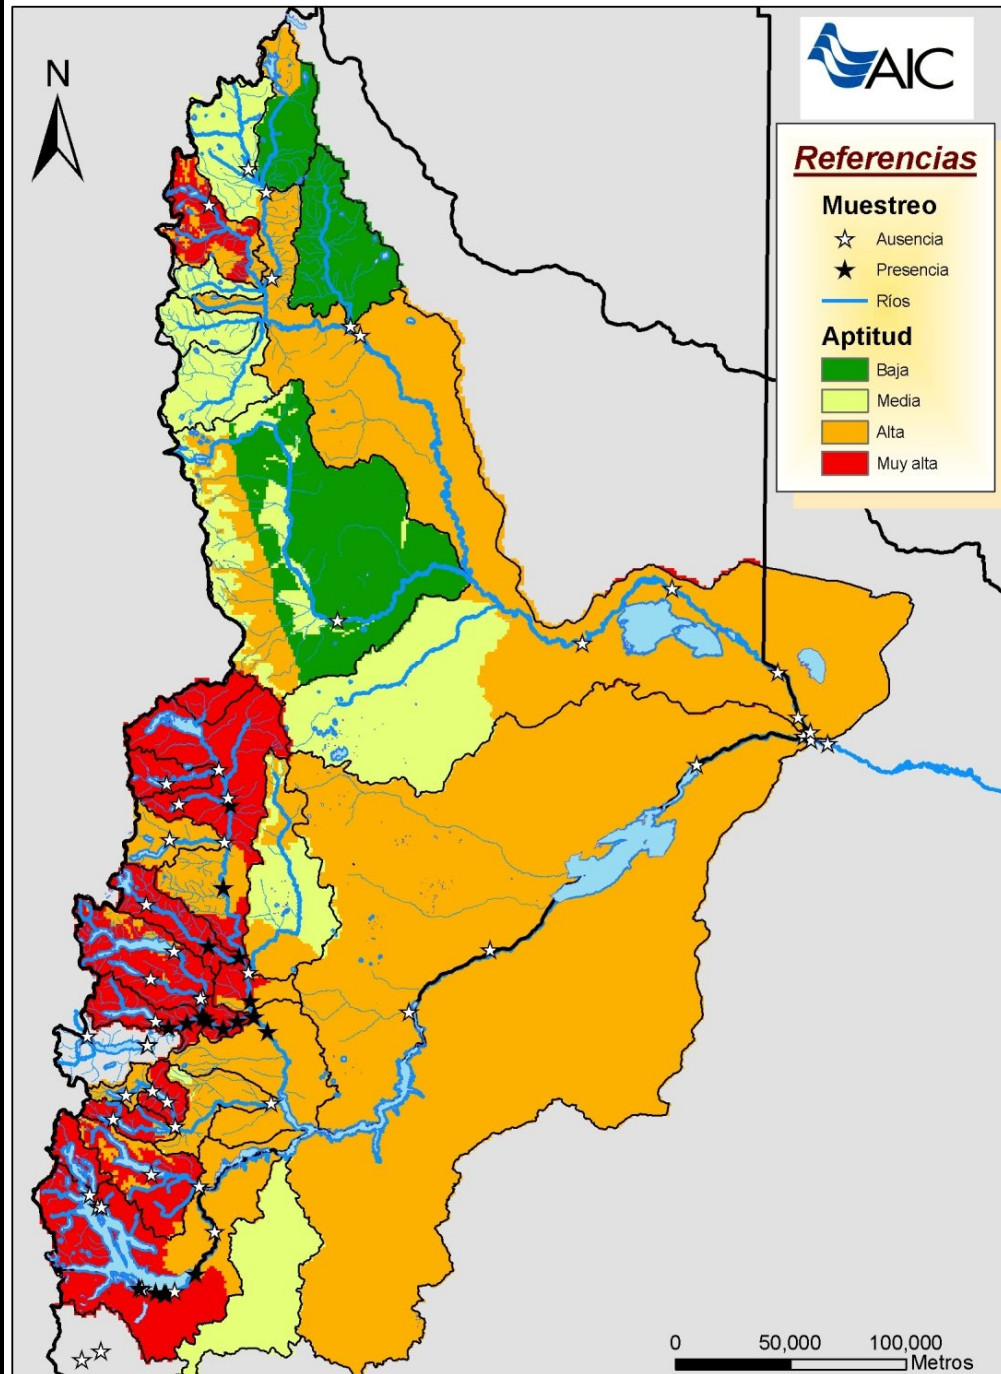 N
AIC
Referencias
Muestreo
Ausencia
Presencia
Ríos
Aptitud
Baja
Media
Alta
Muy alta
0 50,000 100,000
Metros